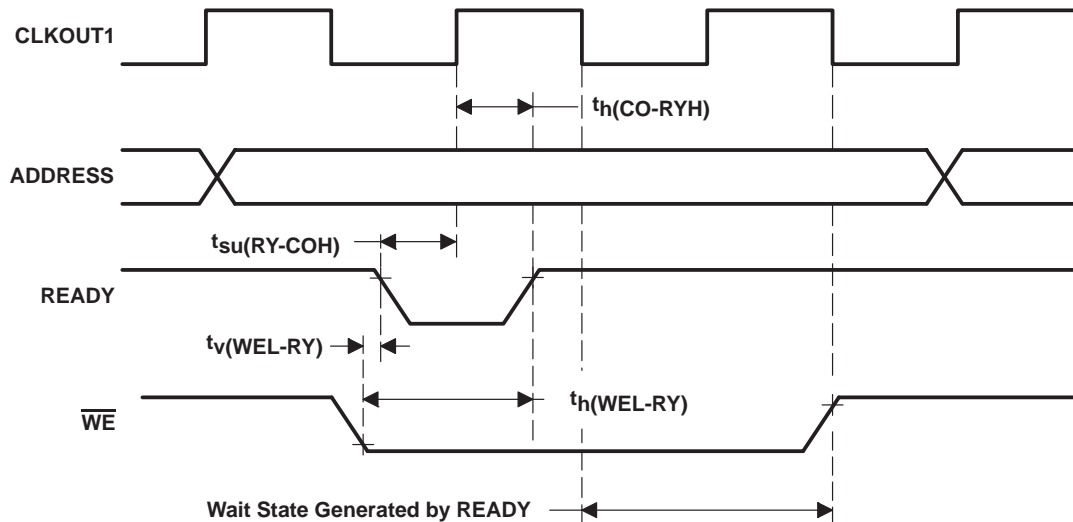 CLKOUT1
th(CO-RYH)
ADDRESS
tsu(RY-COH)
READY
tv(WEL-RY)
WE
th(WEL-RY)
Wait State Generated by READY